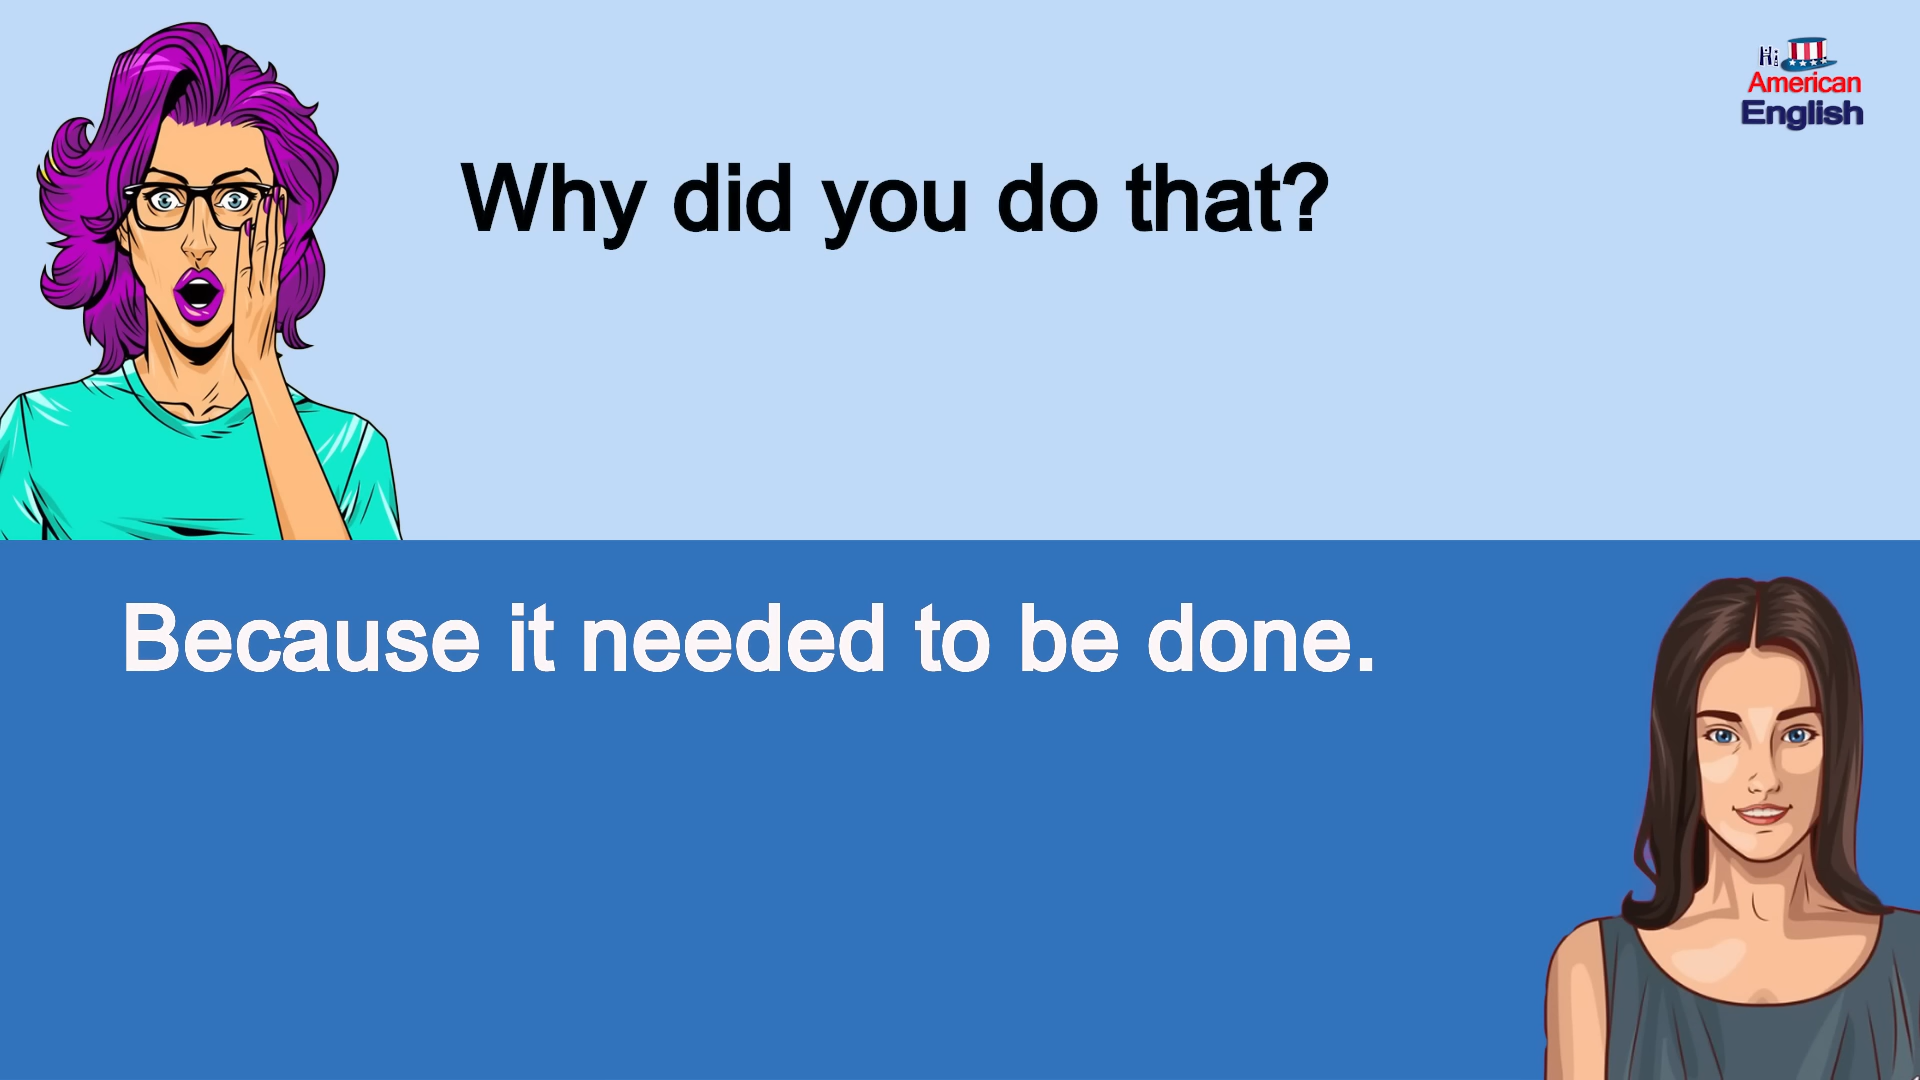 Hi
American
English
Why did you do that?
Because it needed to be done.